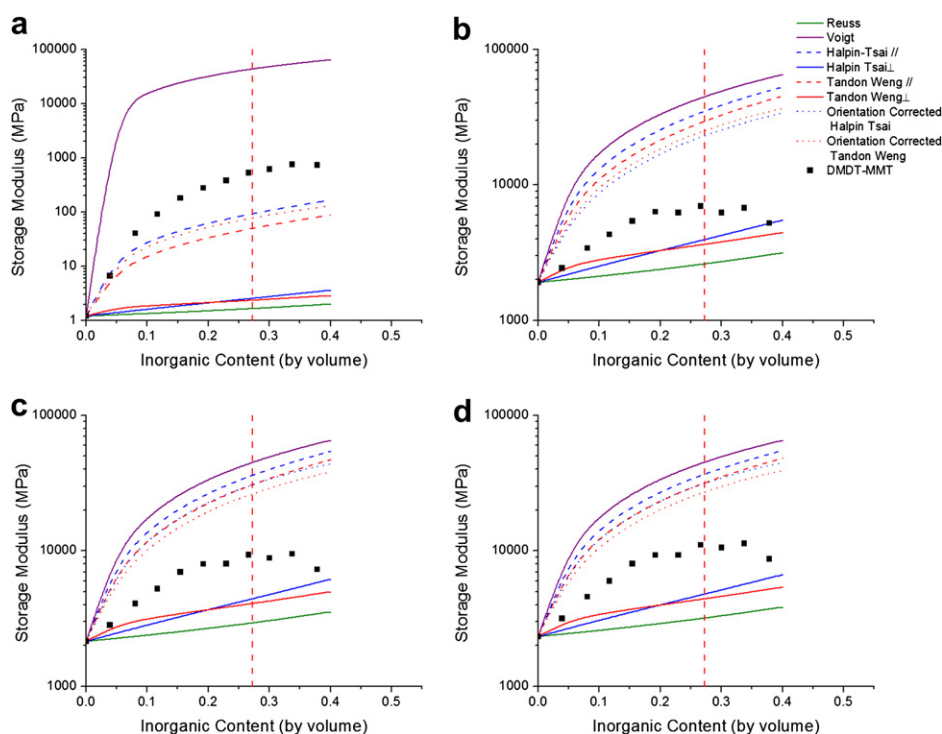 a
100000
10000
1000
100
10
1
Storage Modulus (MPa)
0.0 0.1 0.2 0.3 0.4 0.5
Inorganic Content (by volume)
b
100000
10000
1000
Storage Modulus (MPa)
0.0 0.1 0.2 0.3 0.4 0.5
Inorganic Content (by volume)
Reuss
Voigt
Halpin-Tsai //
Halpin Tsai⊥
Tandon Weng //
Tandon Weng⊥
Orientation Corrected
Halpin Tsai
Orientation Corrected
Tandon Weng
DMDT-MMT
c
100000
10000
1000
Storage Modulus (MPa)
0.0 0.1 0.2 0.3 0.4 0.5
Inorganic Content (by volume)
d
100000
10000
1000
Storage Modulus (MPa)
0.0 0.1 0.2 0.3 0.4 0.5
Inorganic Content (by volume)